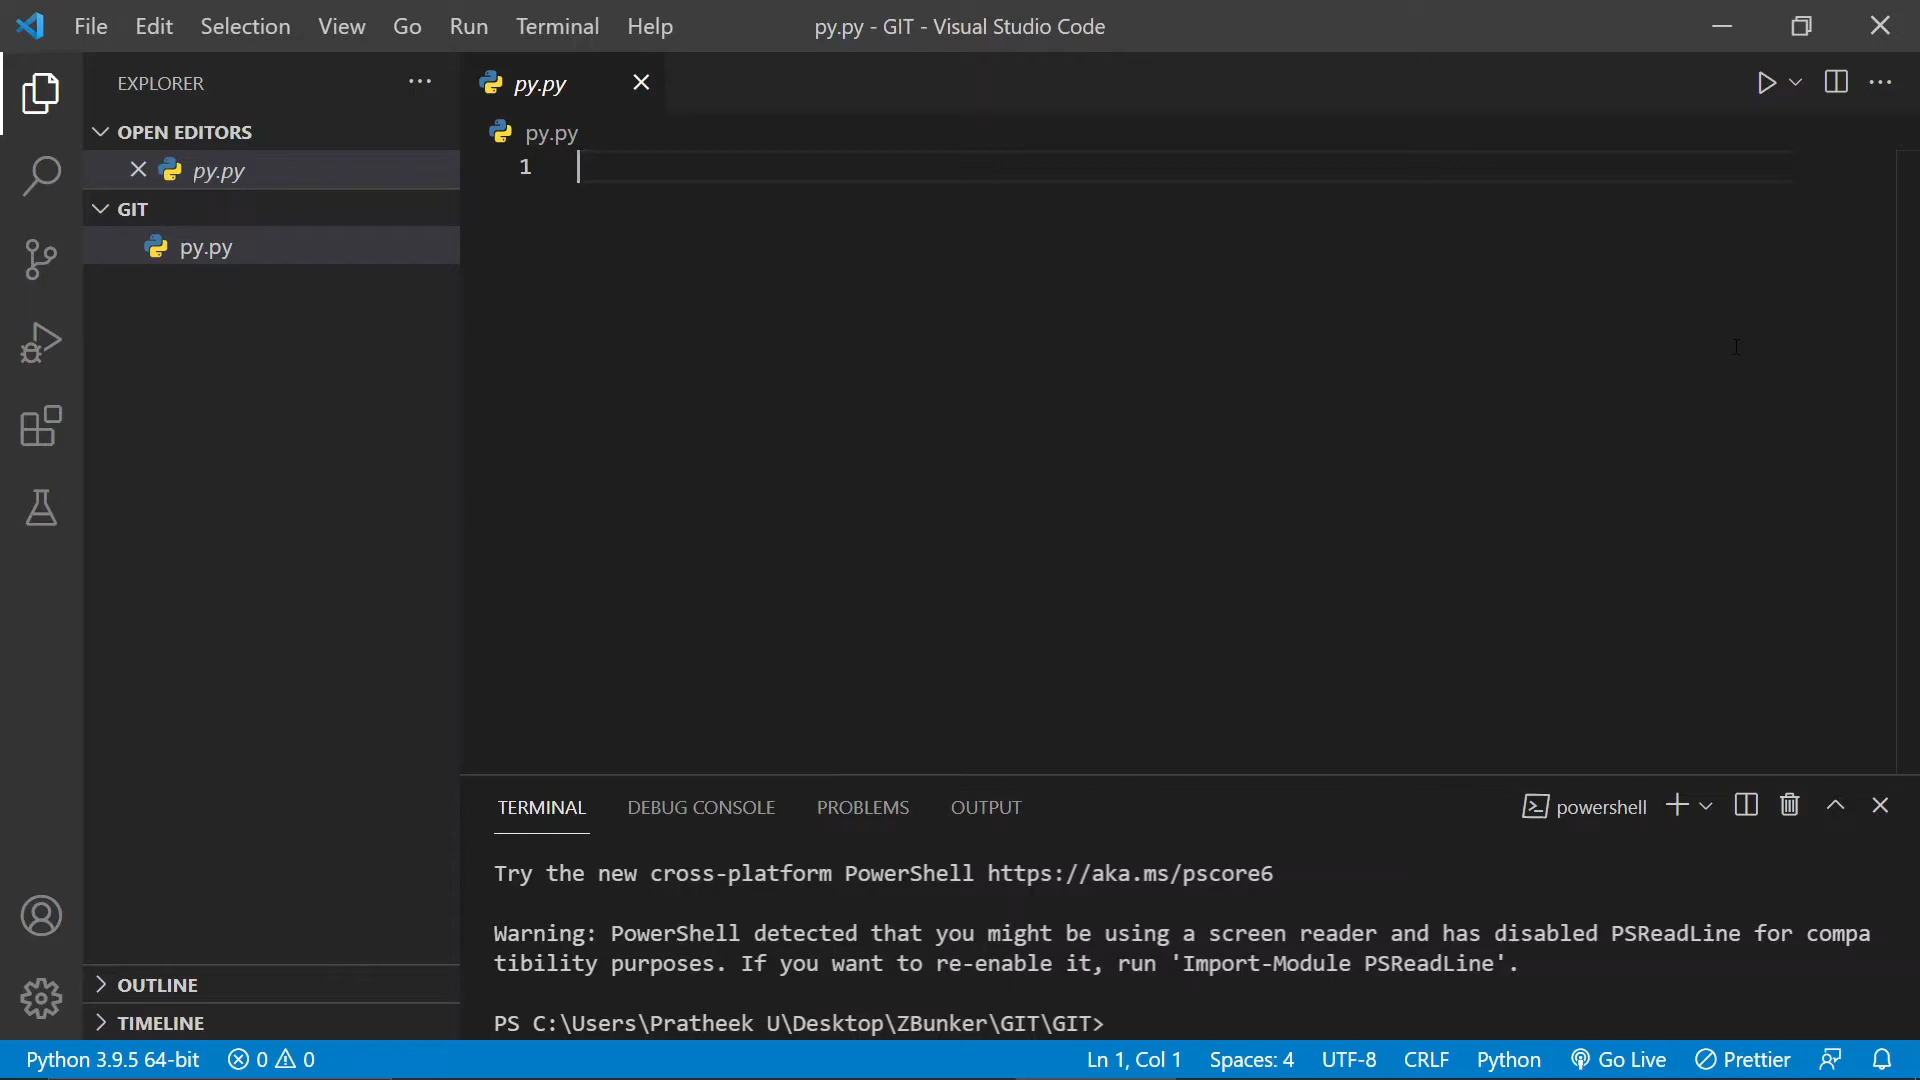 File Edit Selection View Go Run Terminal Help
py.py - GIT - Visual Studio Code
EXPLORER
OPEN EDITORS
py.py
GIT
py.py
OUTLINE
TIMELINE
py.py
py.py
1
TERMINAL DEBUG CONSOLE PROBLEMS OUTPUT
powershell
Try the new cross-platform PowerShell https://aka.ms/pscore6
Warning: PowerShell detected that you might be using a screen reader and has disabled PSReadLine for compa
tibility purposes. If you want to re-enable it, run 'Import-Module PSReadLine'.
PS C:\Users\Pratheek U\Desktop\ZBunker\GIT\GIT>
Python 3.9.5 64-bit 0 0 Ln 1, Col 1 Spaces: 4 UTF-8 CRLF Python Go Live Prettier